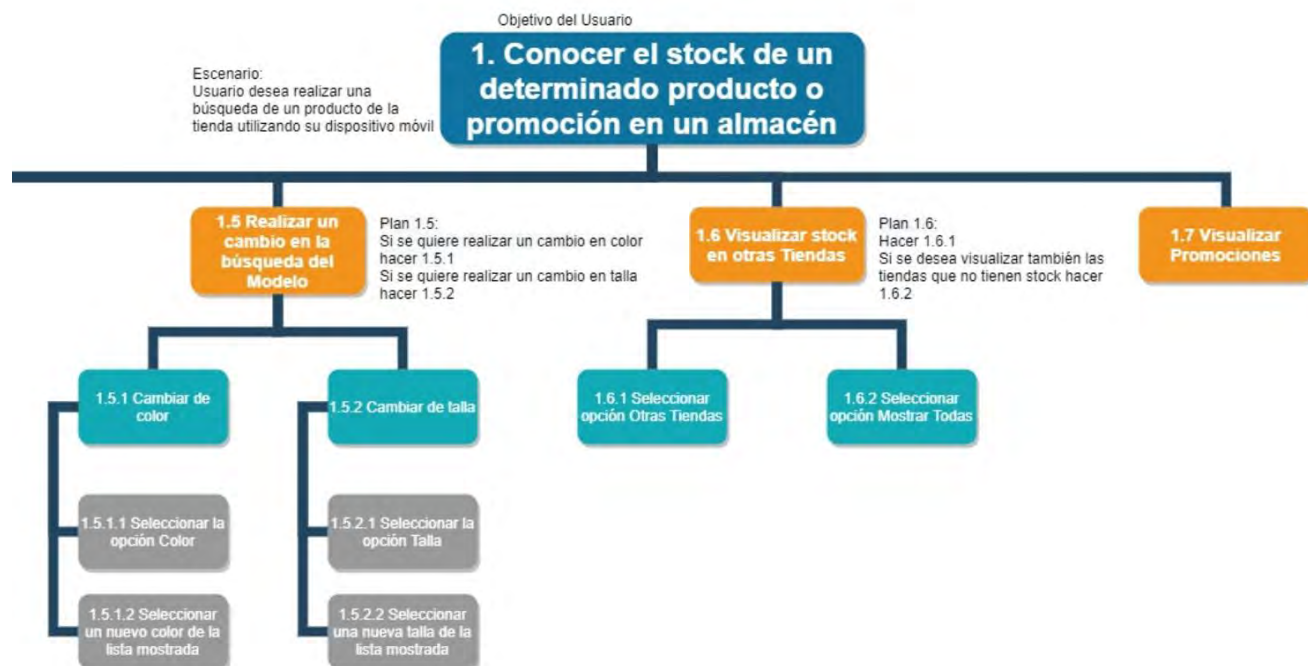 Objetivo del Usuario
1. Conocer el stock de un
determinado producto o
promoción en un almacén
Escenario:
Usuario desea realizar una
búsqueda de un producto de la
tienda utilizando su dispositivo móvil
1.5 Realizar un
cambio en la
búsqueda del
Modelo
Plan 1.5:
Si se quiere realizar un cambio en color
hacer 1.5.1
Si se quiere realizar un cambio en talla
hacer 1.5.2
1.6 Visualizar stock
en otras Tiendas
Plan 1.6:
Hacer 1.6.1
Si se desea visualizar también las
tiendas que no tienen stock hacer
1.6.2
1.7 Visualizar
Promociones
1.5.1 Cambiar de
color
1.5.2 Cambiar de talla
1.6.1 Seleccionar
opción Otras Tiendas
1.6.2 Seleccionar
opción Mostrar Todas
1.5.1.1 Seleccionar la
opción Color
1.5.2.1 Seleccionar la
opción Talla
1.5.1.2 Seleccionar
un nuevo color de la
lista mostrada
1.5.2.2 Seleccionar
una nueva talla de la
lista mostrada